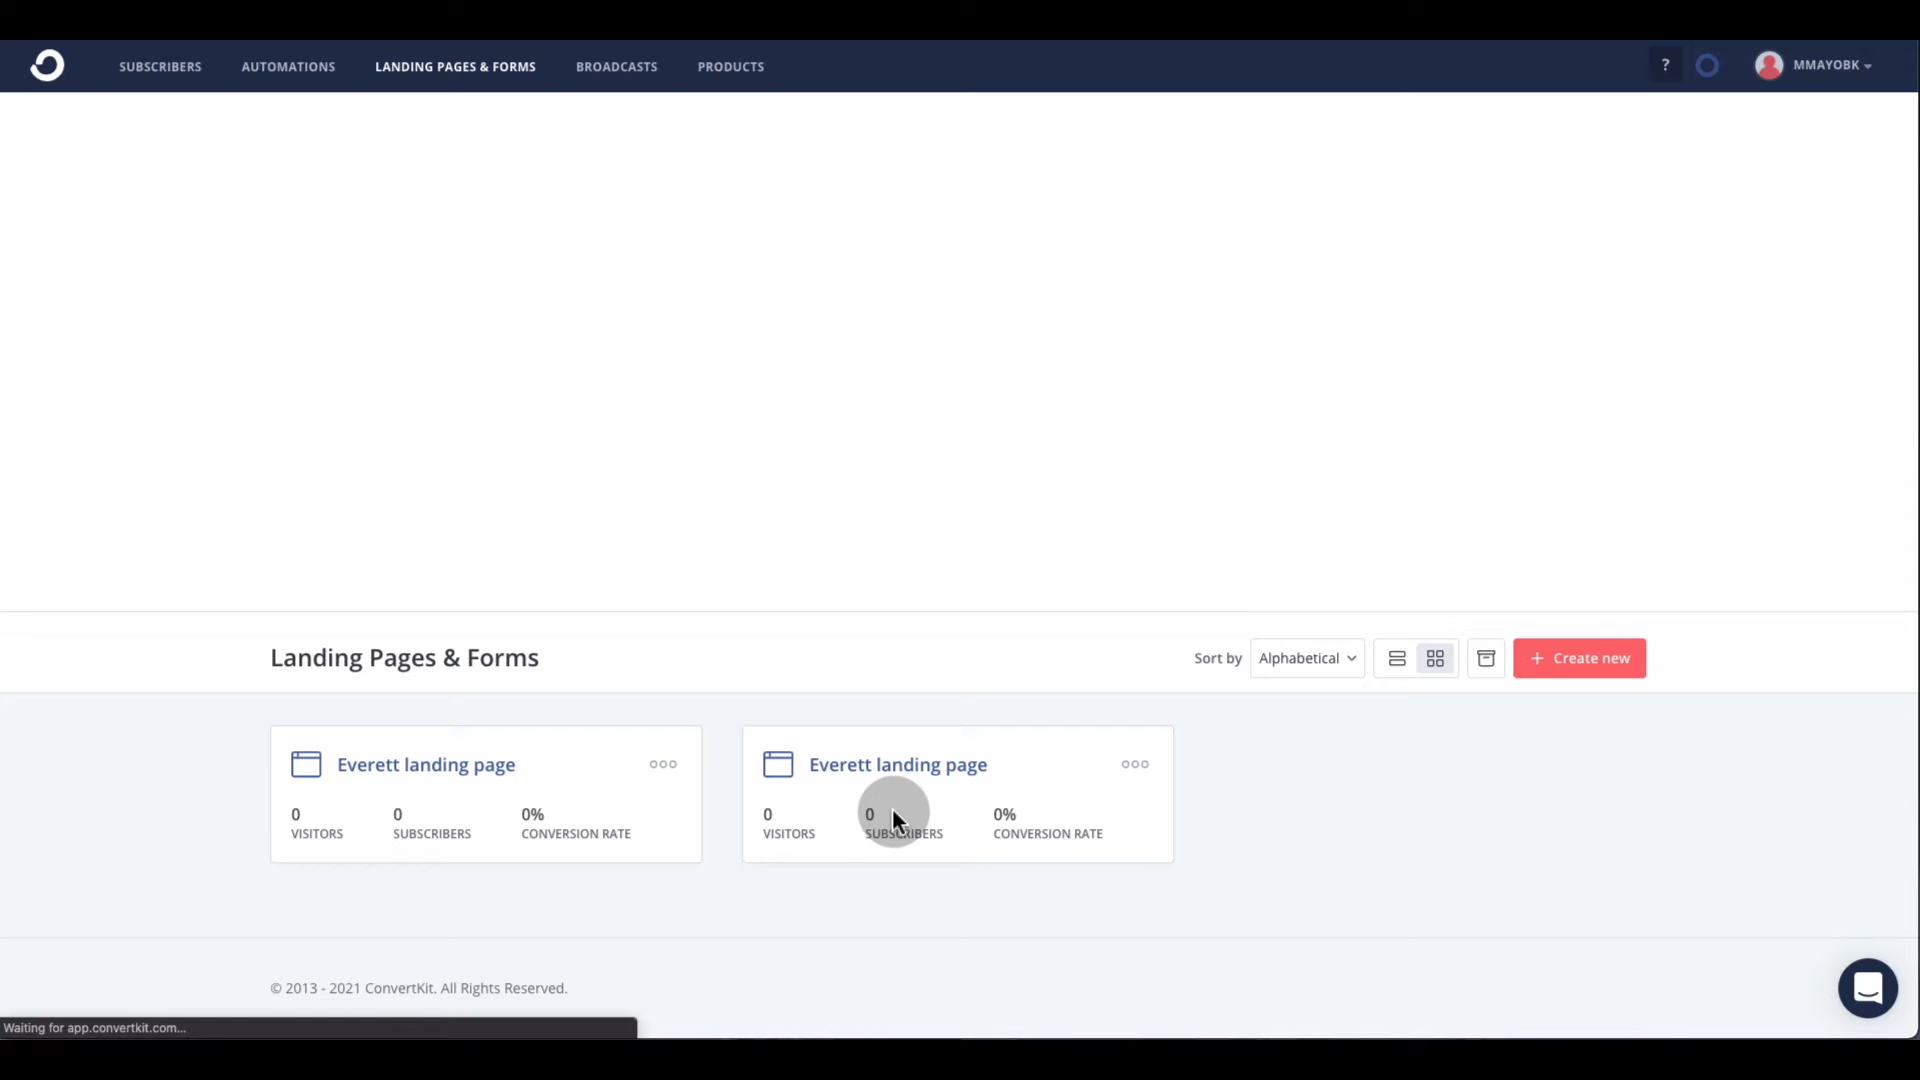 SUBSCRIBERS AUTOMATIONS LANDING PAGES & FORMS BROADCASTS PRODUCTS ? MMAYOBK
Landing Pages & Forms Sort by Alphabetical + Create new
Everett landing page Everett landing page
0 0 0% 0 0 0%
VISITORS SUBSCRIBERS CONVERSION RATE VISITORS SUBSCRIBERS CONVERSION RATE
© 2013 - 2021 ConvertKit. All Rights Reserved.
Waiting for app.convertkit.com...